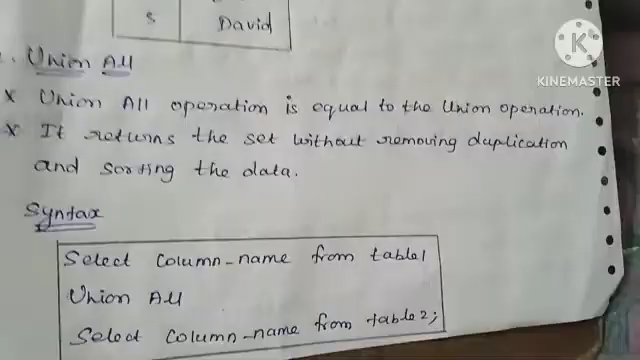 s David
. Union All
x Union All operation is equal to the Union operation.
x It returns the set without removing duplication
and sorting the data.
Syntax
Select column-name from table1
Union All
Select column-name from table2;
K
KINEMASTER